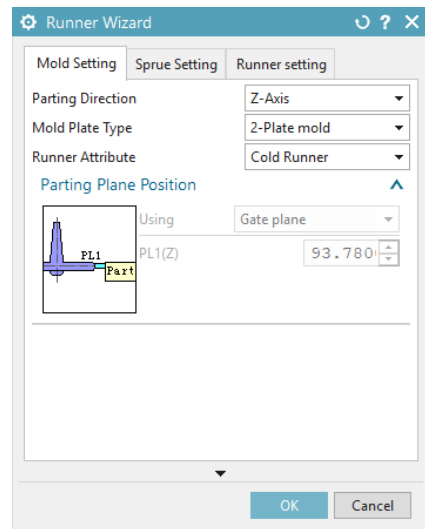 Runner Wizard
Mold Setting Sprue Setting Runner setting
Parting Direction Z-Axis
Mold Plate Type 2-Plate mold
Runner Attribute Cold Runner
Parting Plane Position
Using Gate plane
PL1 PL1(Z) 93.780
Part
OK Cancel